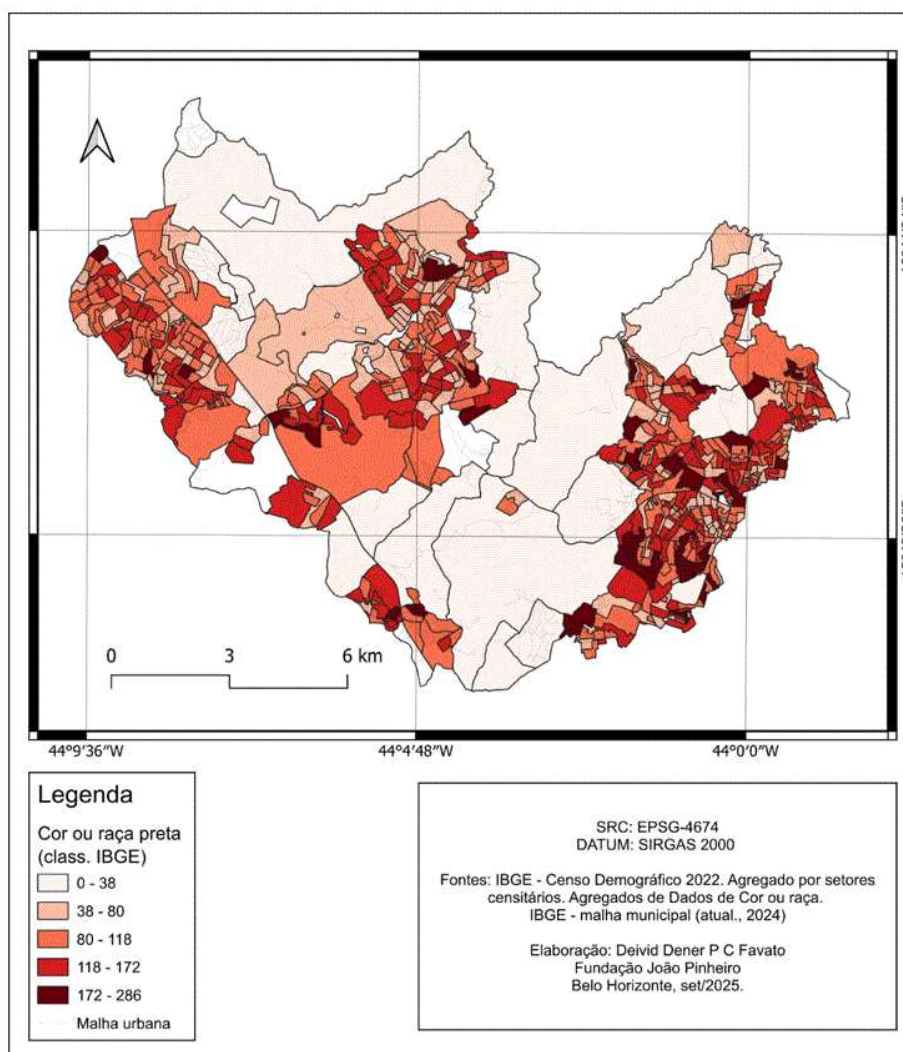 0
3
6 km
44°9'36"W
44°4'48"W
44°0'0"W
Legenda
Cor ou raça preta
(class. IBGE)
0 - 38
38 - 80
80 - 118
118 - 172
172 - 286
Malha urbana
SRC: EPSG-4674
DATUM: SIRGAS 2000
Fontes: IBGE - Censo Demográfico 2022. Agregado por setores
censitários. Agregados de Dados de Cor ou raça.
IBGE - malha municipal (atual., 2024)
Elaboração: Deivid Dener P C Favato
Fundação João Pinheiro
Belo Horizonte, set/2025.